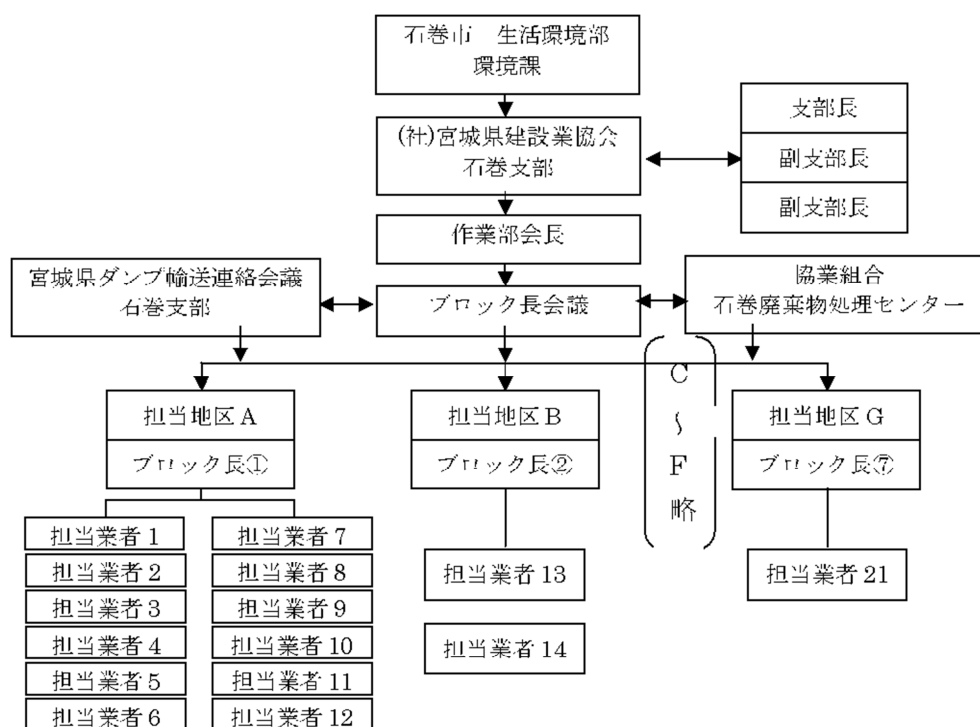 石巻市　生活環境部
環境課
(社)宮城県建設業協会
石巻支部
支部長
副支部長
副支部長
作業部会長
宮城県ダンプ輸送連絡会議
石巻支部
ブロック長会議
協業組合
石巻廃棄物処理センター
担当地区A
ブロック長①
担当地区B
ブロック長②
C～F略
担当地区G
ブロック長⑦
担当業者1
担当業者2
担当業者3
担当業者4
担当業者5
担当業者6
担当業者7
担当業者8
担当業者9
担当業者10
担当業者11
担当業者12
担当業者13
担当業者14
担当業者21